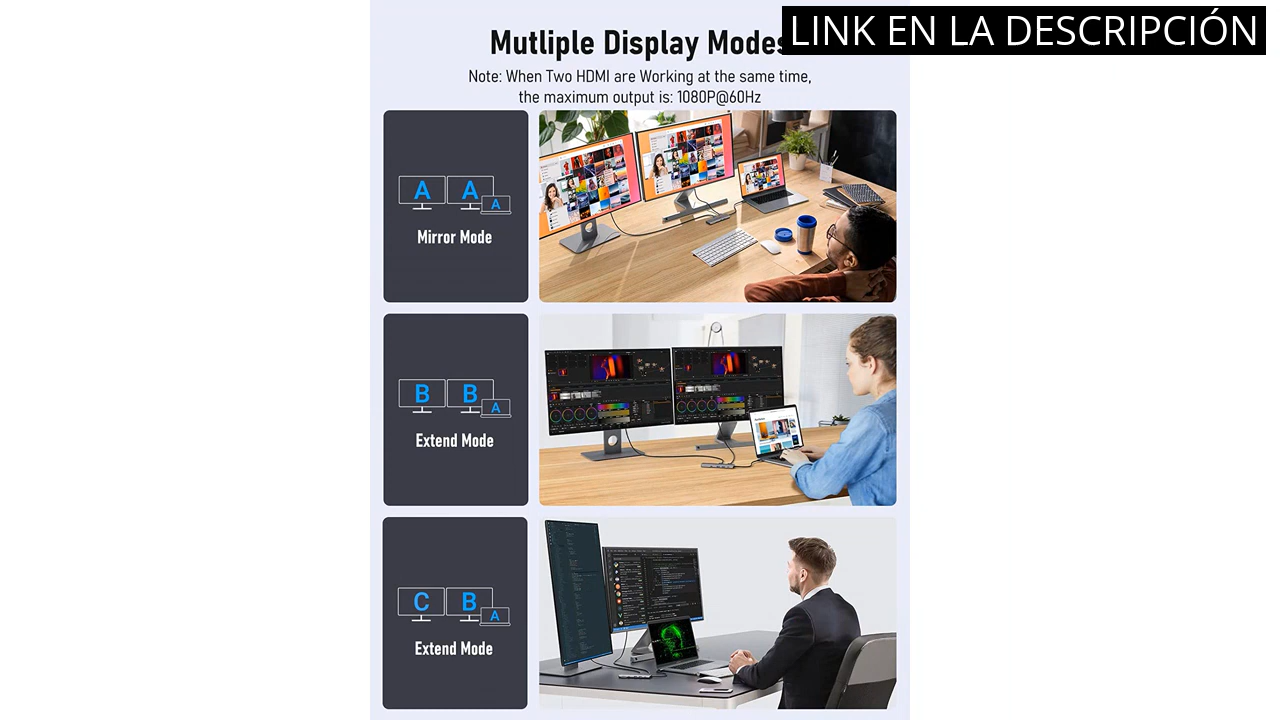 Mutliple Display Modes
LINK EN LA DESCRIPCIÓN
Note: When Two HDMI are Working at the same time,
the maximum output is: 1080P@60Hz
A A A
Mirror Mode
B B A
Extend Mode
C B A
Extend Mode